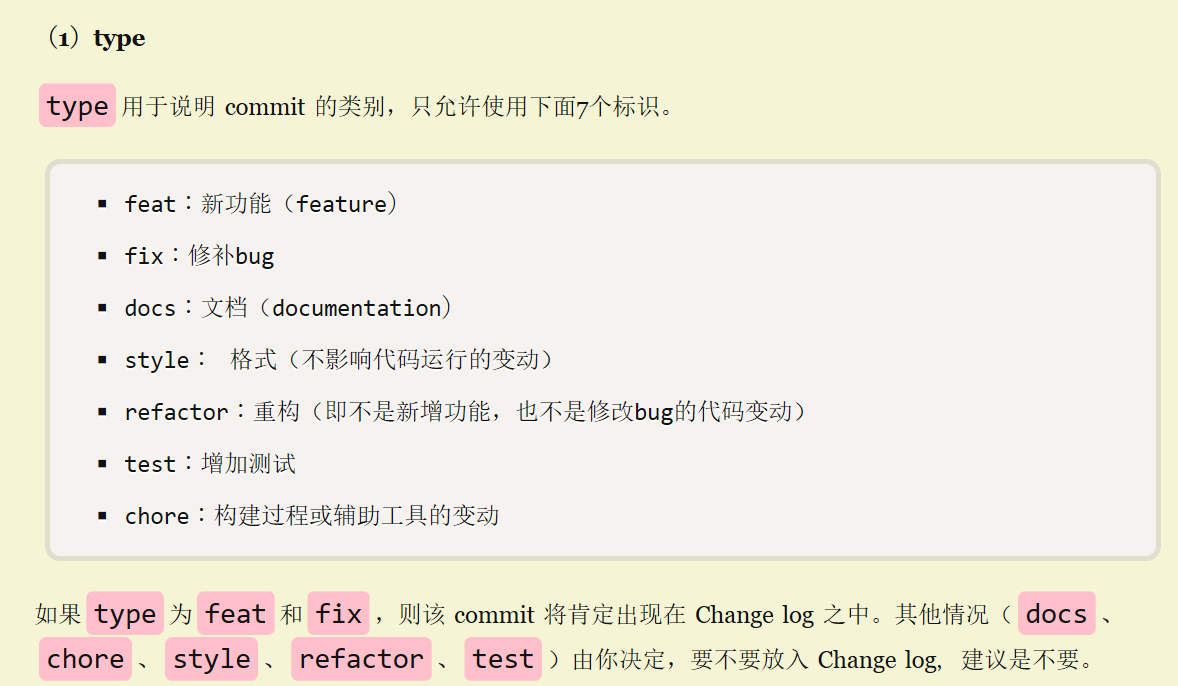 （1）type
type 用于说明 commit 的类别，只允许使用下面7个标识。
feat：新功能（feature）
fix：修补bug
docs：文档（documentation）
style： 格式（不影响代码运行的变动）
refactor：重构（即不是新增功能，也不是修改bug的代码变动）
test：增加测试
chore：构建过程或辅助工具的变动
如果 type 为 feat 和 fix ，则该 commit 将肯定出现在 Change log 之中。其他情况（ docs 、
chore 、 style 、 refactor 、 test ）由你决定，要不要放入 Change log，建议是不要。